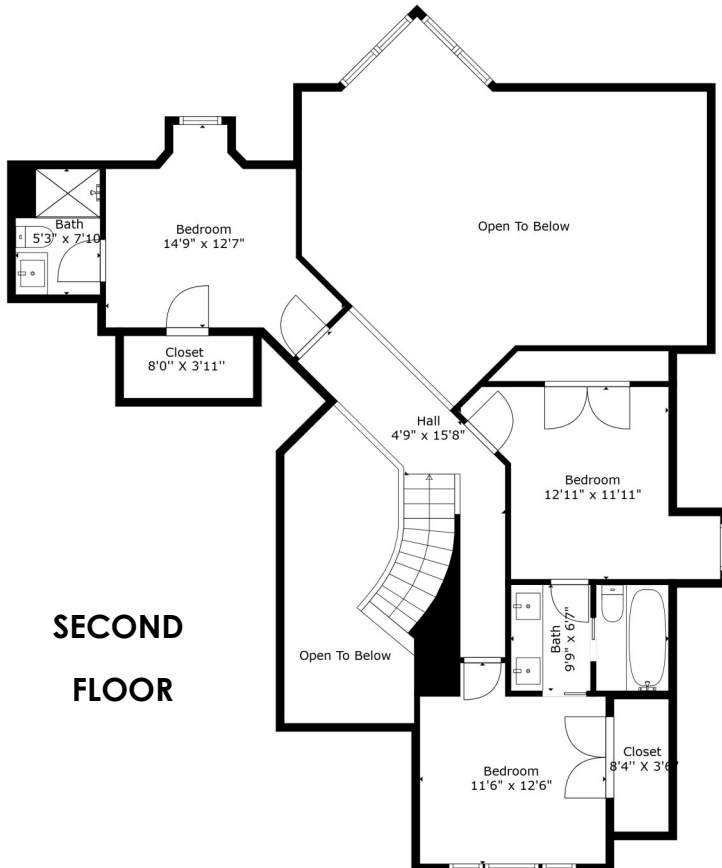 Open To Below
Bath
5'3" x 7'10
Bedroom
14'9" x 12'7"
Closet
8'0'' X 3'11''
Hall
4'9" x 15'8"
Bedroom
12'11" x 11'11"
SECOND
FLOOR
Open To Below
Bath
9'9" x 6'7"
Bedroom
11'6" x 12'6"
Closet
8'4'' X 3'6"